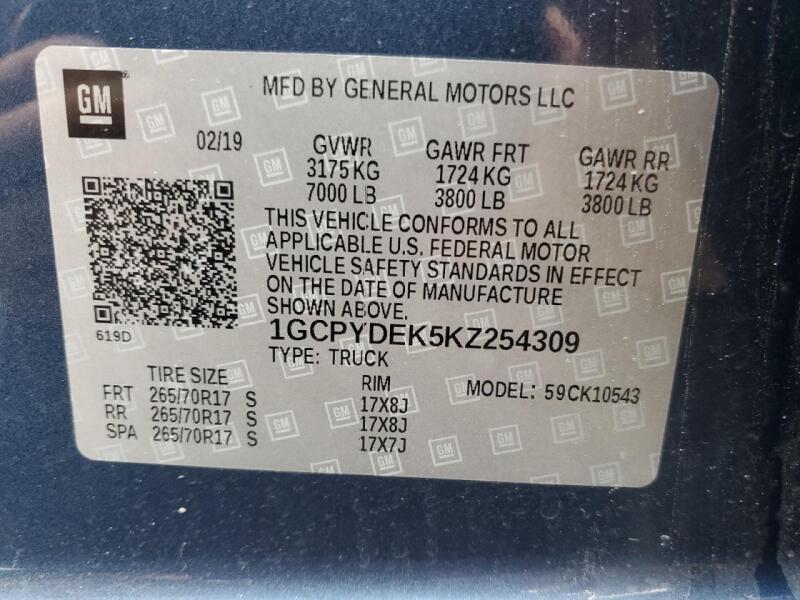 GM
MFD BY GENERAL MOTORS LLC
02/19 GVWR GAWR FRT GAWR RR
3175 KG 1724 KG 1724 KG
7000 LB 3800 LB 3800 LB
THIS VEHICLE CONFORMS TO ALL
APPLICABLE U.S. FEDERAL MOTOR
VEHICLE SAFETY STANDARDS IN EFFECT
ON THE DATE OF MANUFACTURE
SHOWN ABOVE.
619D
1GCPYDEK5KZ254309
TYPE: TRUCK
TIRE SIZE RIM MODEL: 59CK10543
FRT 265/70R17 S 17X8J
RR 265/70R17 S 17X8J
SPA 265/70R17 S 17X7J